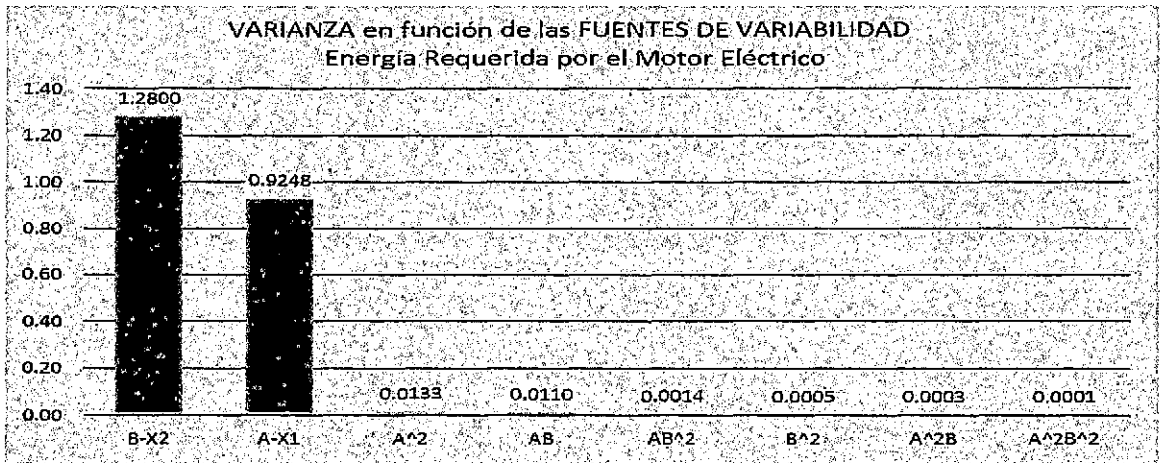 VARIANZA en función de las FUENTES DE VARIABILIDAD
Energía Requerida por el Motor Eléctrico
1.40
1.2800
1.20
1.00
0.9248
0.80
0.60
0.40
0.20
0.0133 0.0110 0.0014 0.0005 0.0003 0.0001
0.00
B-X2 A-X1 A^2 AB AB^2 B^2 A^2B A^2B^2